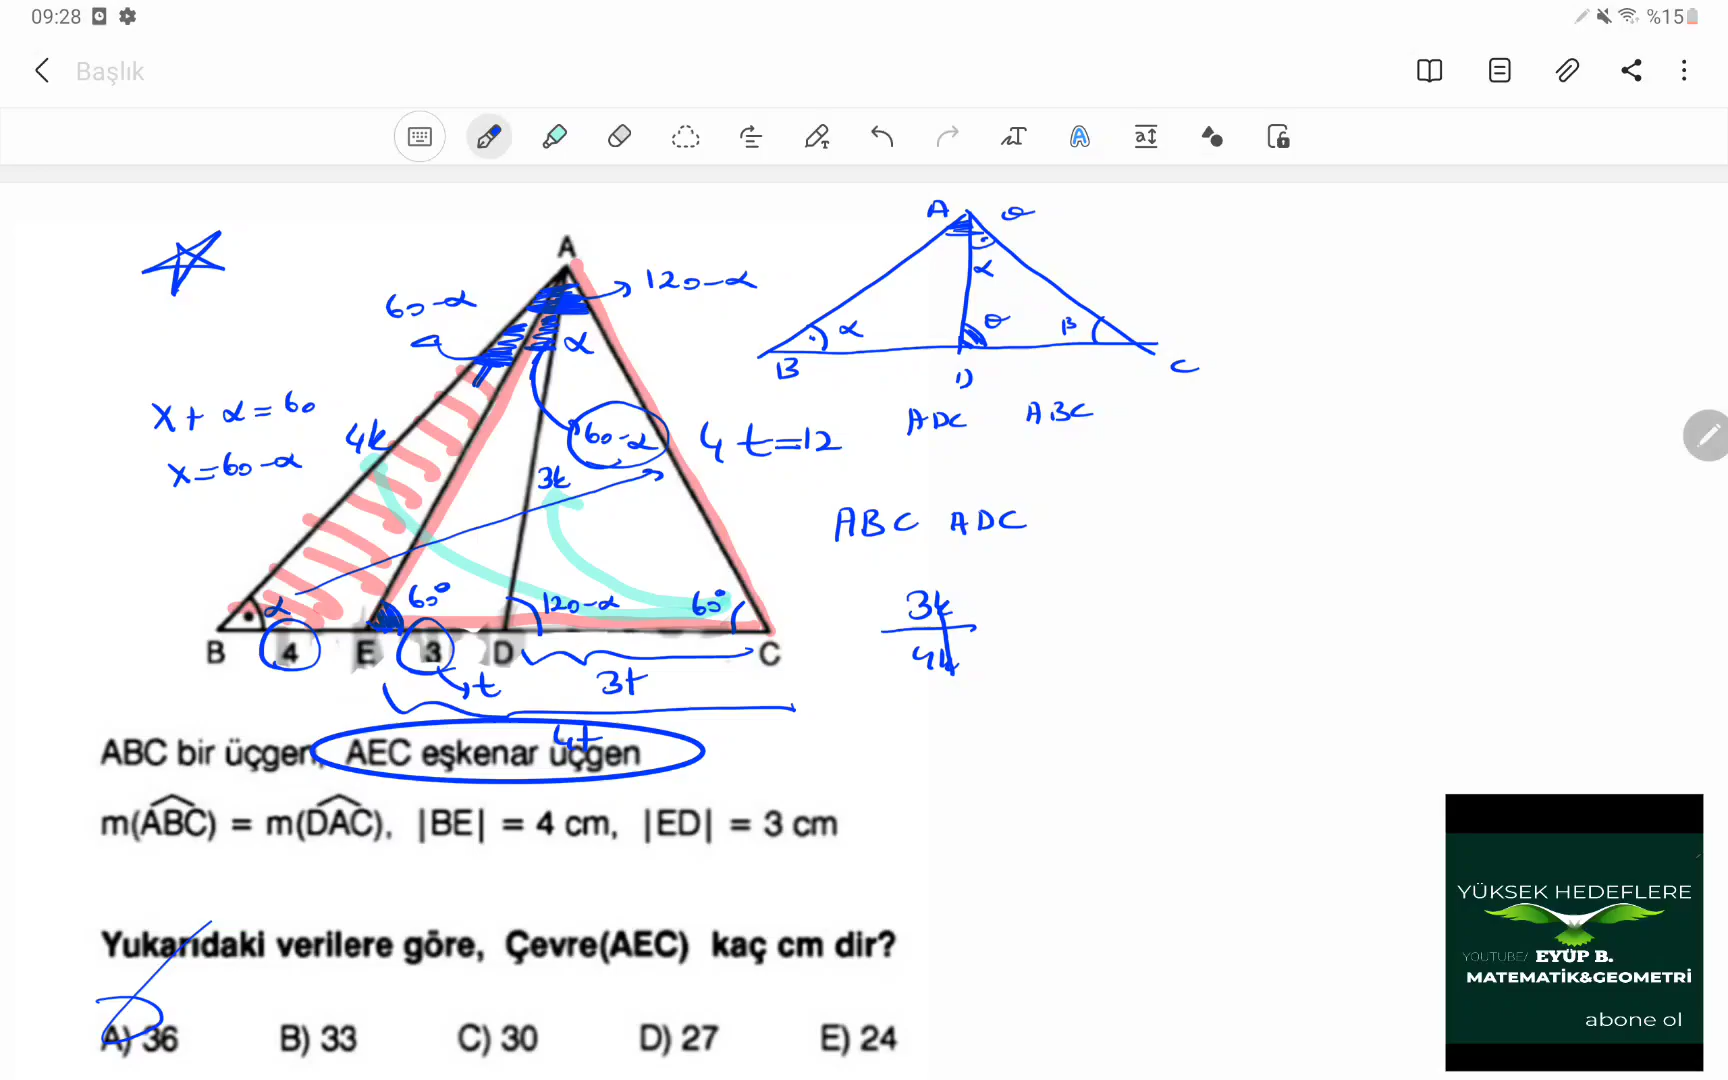 09:28
%15
Başlık
A
60-α
120-α
α
x + α = 60
x = 60-α
4k
60-α
4 t = 12
3k
α
60°
120-α
60°
B
4
E
3
D
C
t
3t
4t
A
θ
α
α
θ
B
B
D
C
ADC ABC
ABC ADC
3k
4k
ABC bir üçgen, AEC eşkenar üçgen
m(ABC) = m(DAC), |BE| = 4 cm, |ED| = 3 cm
Yukarıdaki verilere göre, Çevre(AEC) kaç cm dir?
A) 36 B) 33 C) 30 D) 27 E) 24
YÜKSEK HEDEFLERE
YOUTUBE/ EYÜP B.
MATEMATİK&GEOMETRİ
abone ol